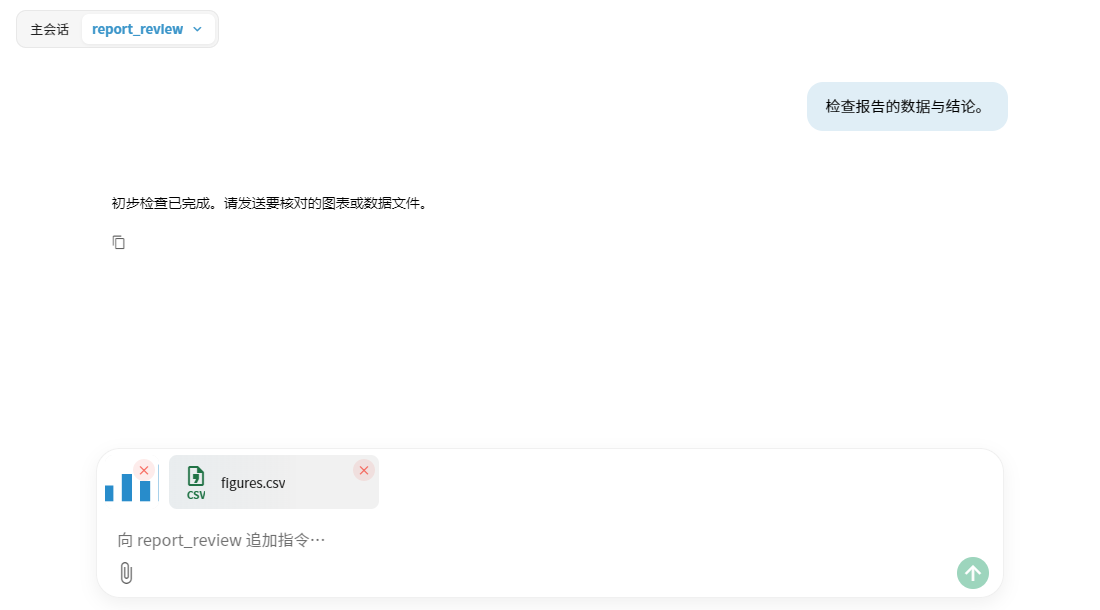 主会话 report_review
检查报告的数据与结论。
初步检查已完成。请发送要核对的图表或数据文件。
CSV figures.csv
向 report_review 追加指令…